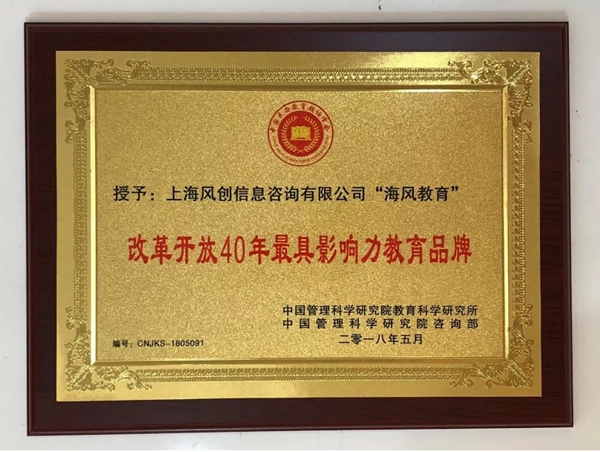 授予：上海风创信息咨询有限公司“海风教育”
改革开放40年最具影响力教育品牌
中国管理科学研究院教育科学研究所
中国管理科学研究院咨询部
编号：CNJKS-1805091
二零一八年五月